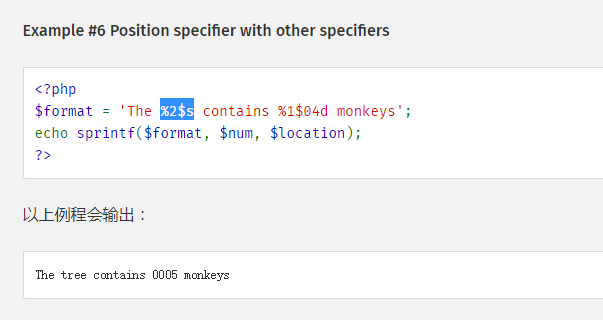 Example #6 Position specifier with other specifiers
<?php
$format = 'The %2$s contains %1$04d monkeys';
echo sprintf($format, $num, $location);
?>
以上例程会输出：
The tree contains 0005 monkeys